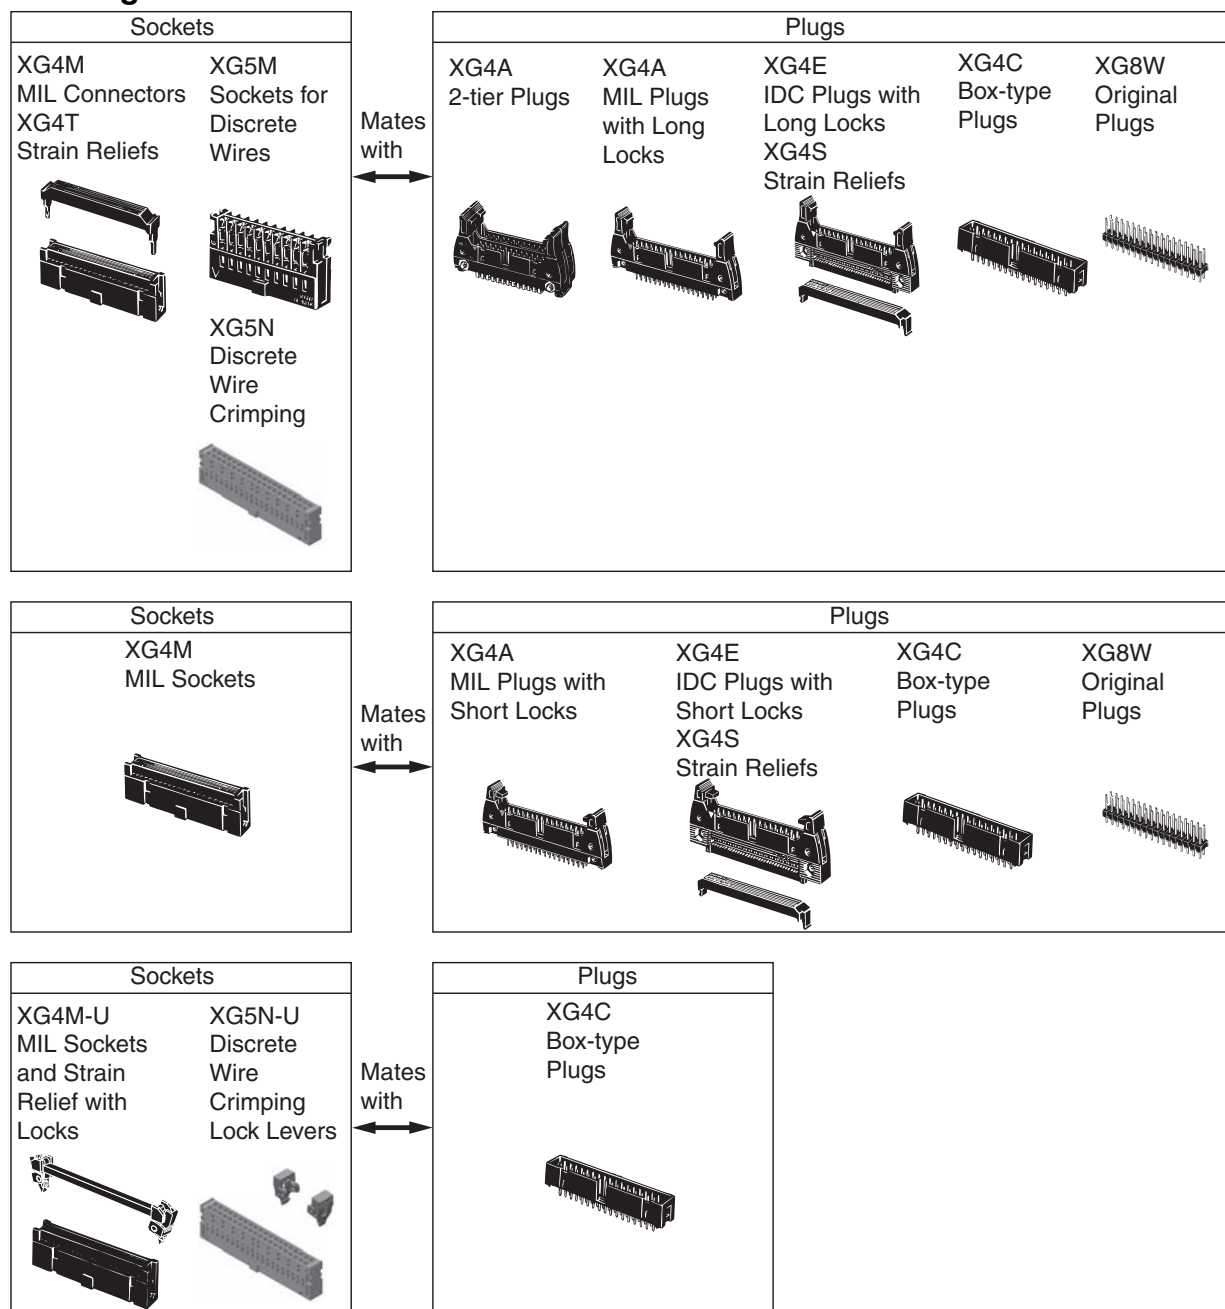 Sockets
XG4M
MIL Connectors
XG4T
Strain Reliefs
XG5M
Sockets for
Discrete
Wires
XG5N
Discrete
Wire
Crimping
Mates
with
Plugs
XG4A
2-tier Plugs
XG4A
MIL Plugs
with Long
Locks
XG4E
IDC Plugs with
Long Locks
XG4S
Strain Reliefs
XG4C
Box-type
Plugs
XG8W
Original
Plugs
Sockets
XG4M
MIL Sockets
Mates
with
Plugs
XG4A
MIL Plugs with
Short Locks
XG4E
IDC Plugs with
Short Locks
XG4S
Strain Reliefs
XG4C
Box-type
Plugs
XG8W
Original
Plugs
Sockets
XG4M-U
MIL Sockets
and Strain
Relief with
Locks
XG5N-U
Discrete
Wire
Crimping
Lock Levers
Mates
with
Plugs
XG4C
Box-type
Plugs